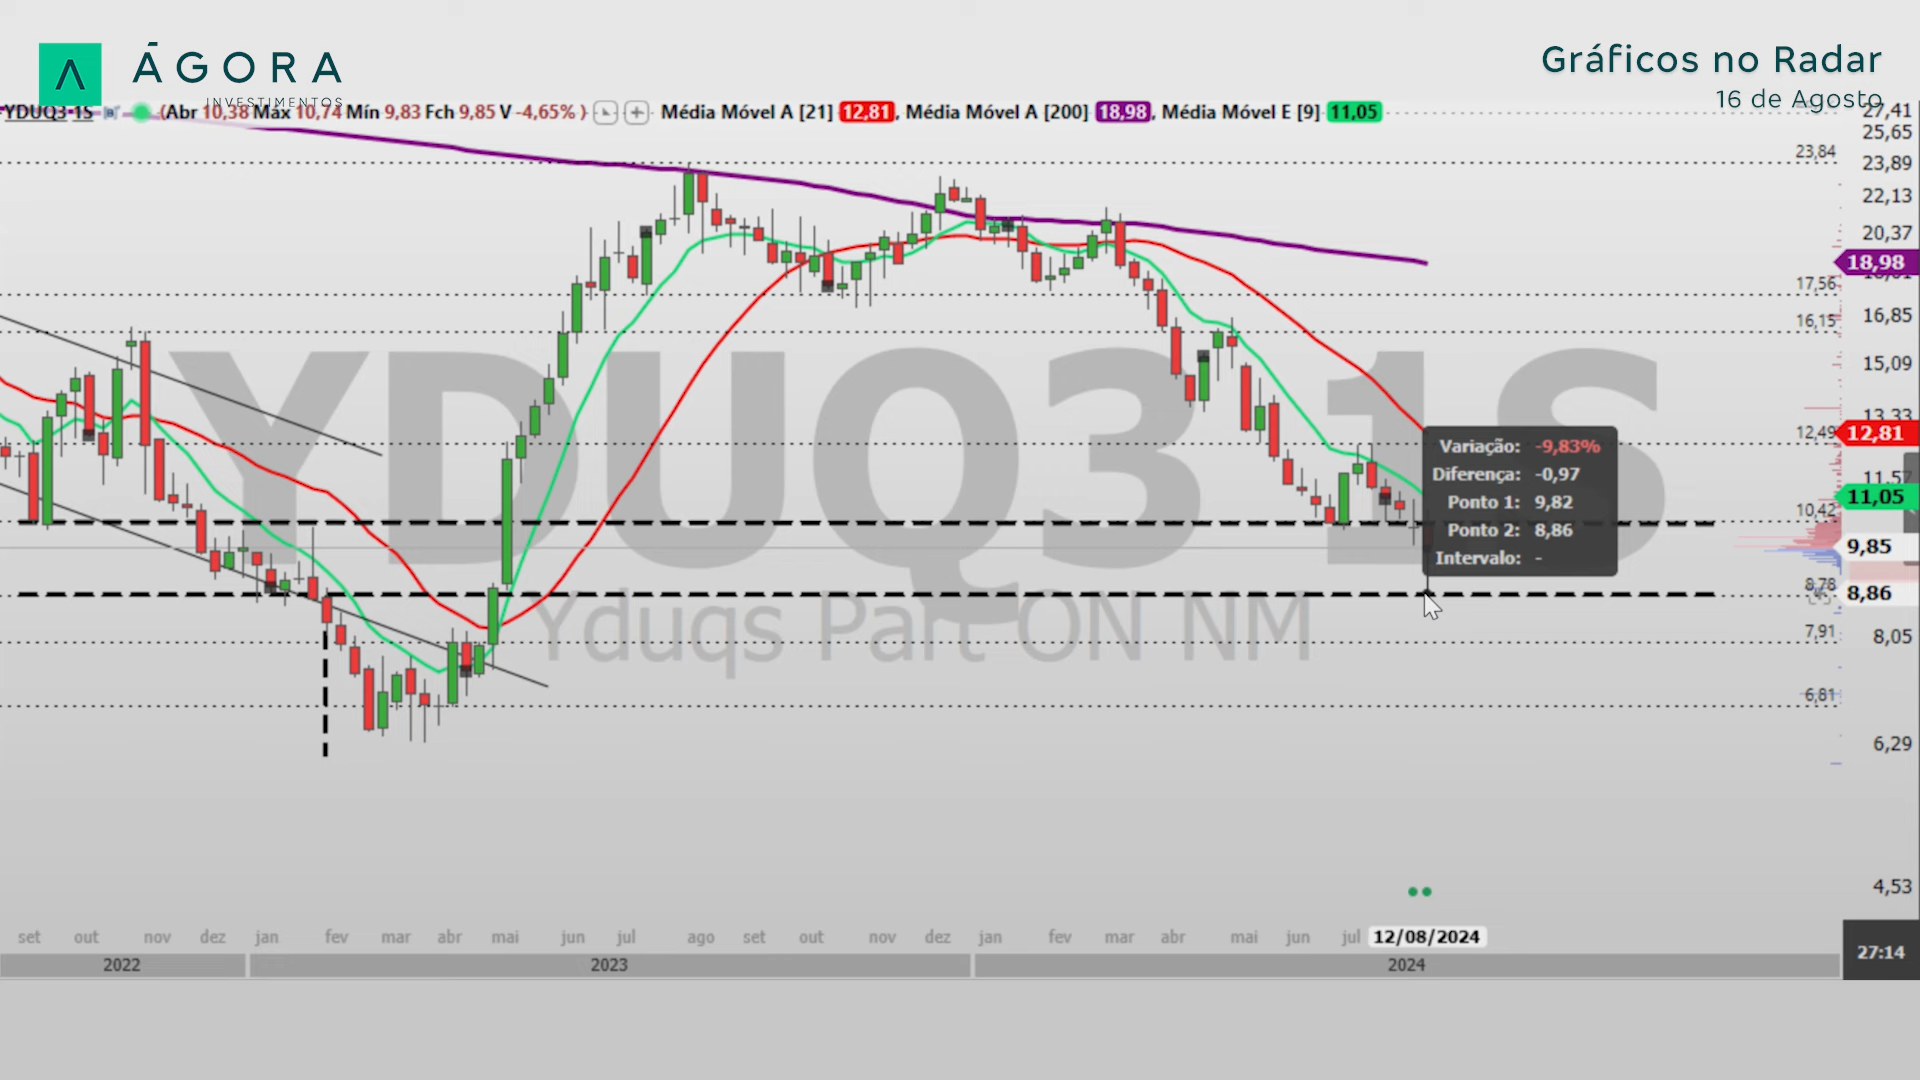 ÁGORA
INVESTIMENTOS
Gráficos no Radar
16 de Agosto
YDUQ3-1S (Abr 10,38 Máx 10,74 Mín 9,83 Fch 9,85 V -4,65% ) Média Móvel A [21] 12,81, Média Móvel A [200] 18,98, Média Móvel E [9] 11,05
27,41
25,65
23,84
23,89
22,13
20,37
18,98
17,56
16,85
16,15
15,09
13,33
12,49
12,81
11,57
11,05
10,42
9,85
8,78
8,86
7,91
8,05
6,81
6,29
4,53
YDUQ3 1S
Yduqs Part ON NM
Variação: -9,83%
Diferença: -0,97
Ponto 1: 9,82
Ponto 2: 8,86
Intervalo: -
set out nov dez jan fev mar abr mai jun jul ago set out nov dez jan fev mar abr mai jun jul 12/08/2024
2022 2023 2024
27:14